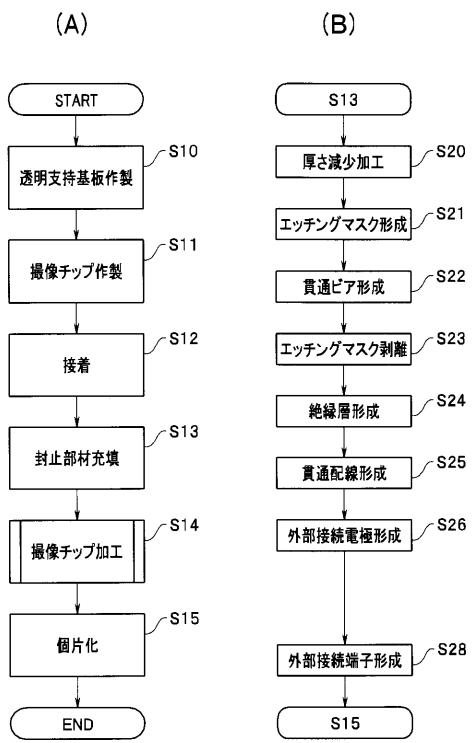 (A)
START
S10
透明支持基板作製
S11
撮像チップ作製
S12
接着
S13
封止部材充填
S14
撮像チップ加工
S15
個片化
END
(B)
S13
S20
厚さ減少加工
S21
エッチングマスク形成
S22
貫通ビア形成
S23
エッチングマスク剥離
S24
絶縁層形成
S25
貫通配線形成
S26
外部接続電極形成
S28
外部接続端子形成
S15